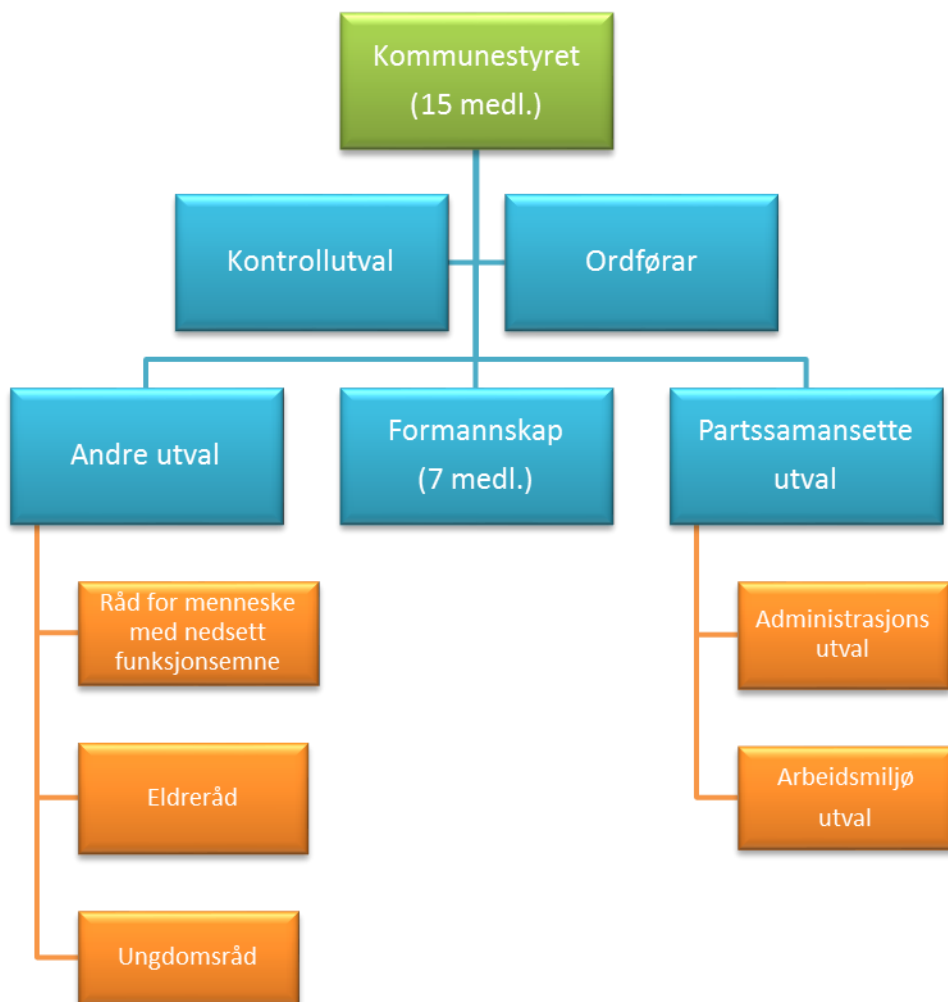 Kommunestyret
(15 medl.)
Kontrollutval
Ordførar
Andre utval
Formannskap
(7 medl.)
Partssamansette
utval
Råd for menneske
med nedsett
funksjonsemne
Eldreråd
Ungdomsråd
Administrasjons
utval
Arbeidsmiljø
utval